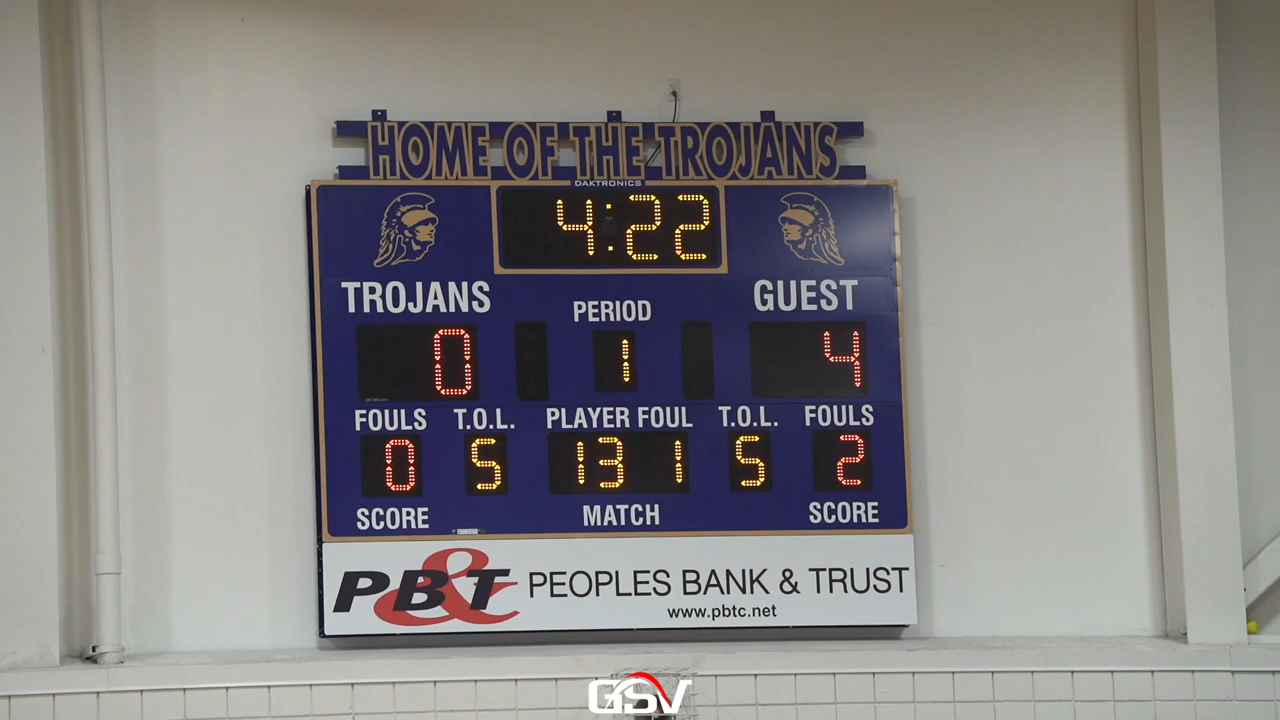 HOME OF THE TROJANS
DAKTRONICS
4:22
TROJANS PERIOD GUEST
0 1 4
FOULS T.O.L. PLAYER FOUL T.O.L. FOULS
0 5 13 1 5 2
SCORE MATCH SCORE
PB&T PEOPLES BANK & TRUST
www.pbtc.net
GSV